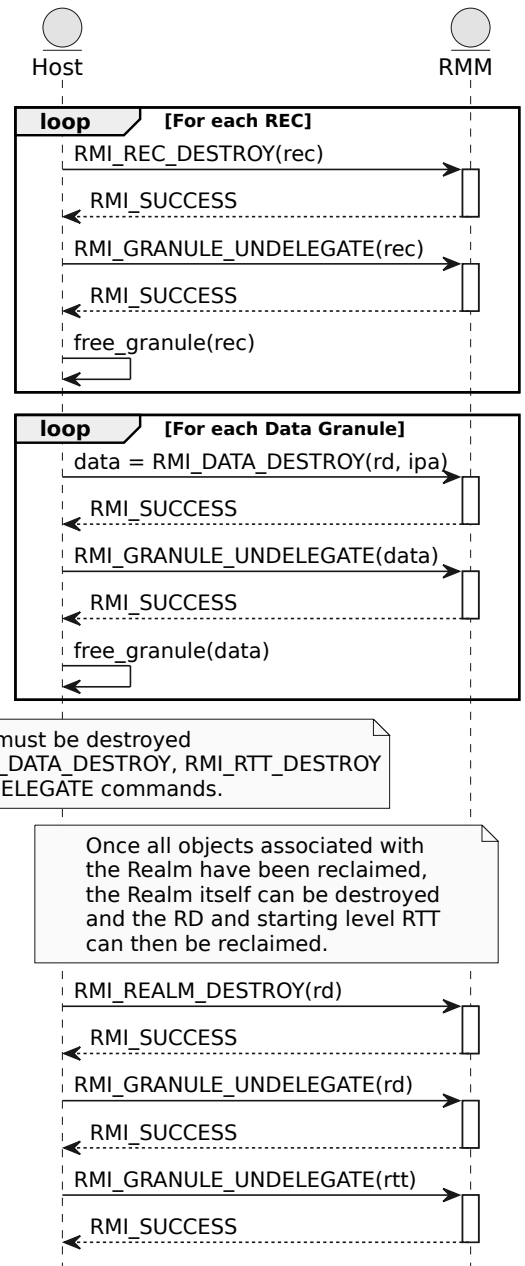 Host
RMM
loop [For each REC]
RMI_REC_DESTROY(rec)
RMI_SUCCESS
RMI_GRANULE_UNDELEGATE(rec)
RMI_SUCCESS
free_granule(rec)
loop [For each Data Granule]
data = RMI_DATA_DESTROY(rd, ipa)
RMI_SUCCESS
RMI_GRANULE_UNDELEGATE(data)
RMI_SUCCESS
free_granule(data)
must be destroyed
_DATA_DESTROY, RMI_RTT_DESTROY
ELEGATE commands.
Once all objects associated with
the Realm have been reclaimed,
the Realm itself can be destroyed
and the RD and starting level RTT
can then be reclaimed.
RMI_REALM_DESTROY(rd)
RMI_SUCCESS
RMI_GRANULE_UNDELEGATE(rd)
RMI_SUCCESS
RMI_GRANULE_UNDELEGATE(rtt)
RMI_SUCCESS